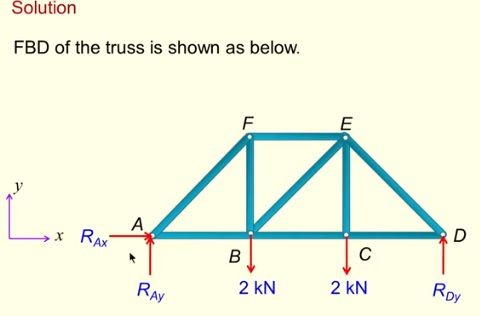 Solution
FBD of the truss is shown as below.
F E
y
x R_Ax A D
B C
R_Ay 2 kN 2 kN R_Dy